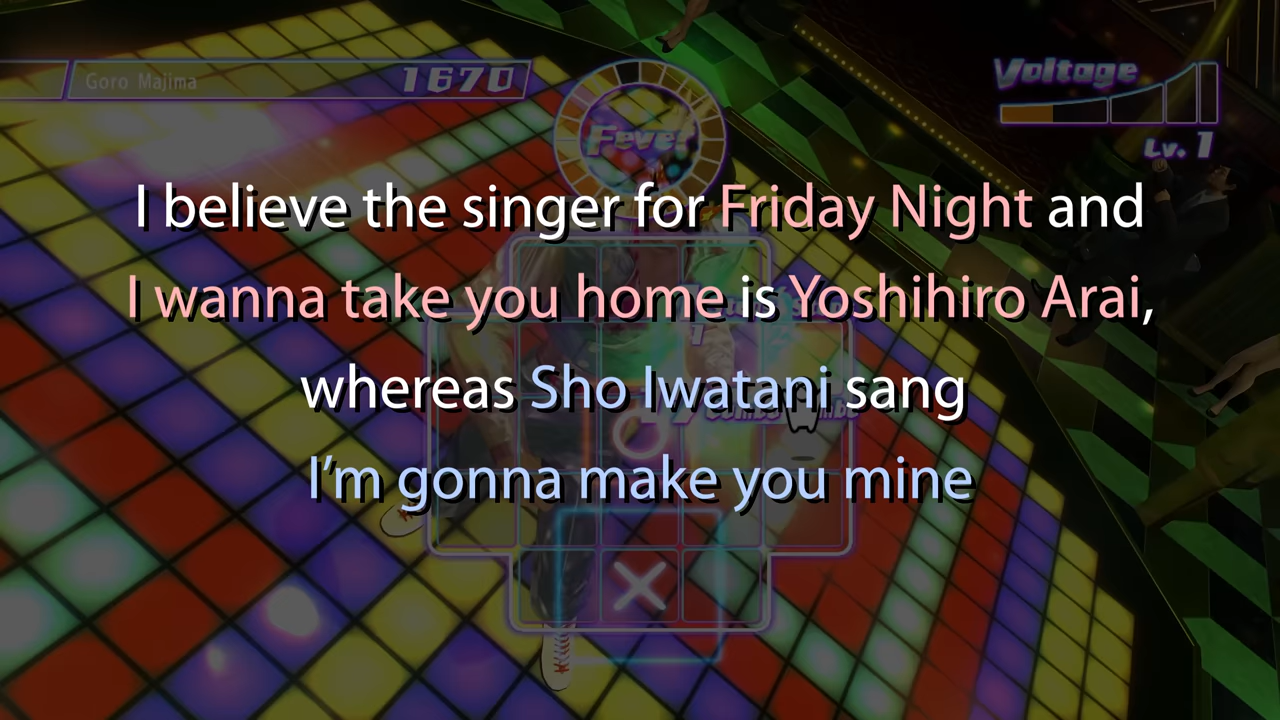 Goro Majima 1670
Fever
Voltage
Lv. 1
I believe the singer for Friday Night and
I wanna take you home is Yoshihiro Arai,
whereas Sho Iwatani sang
I'm gonna make you mine